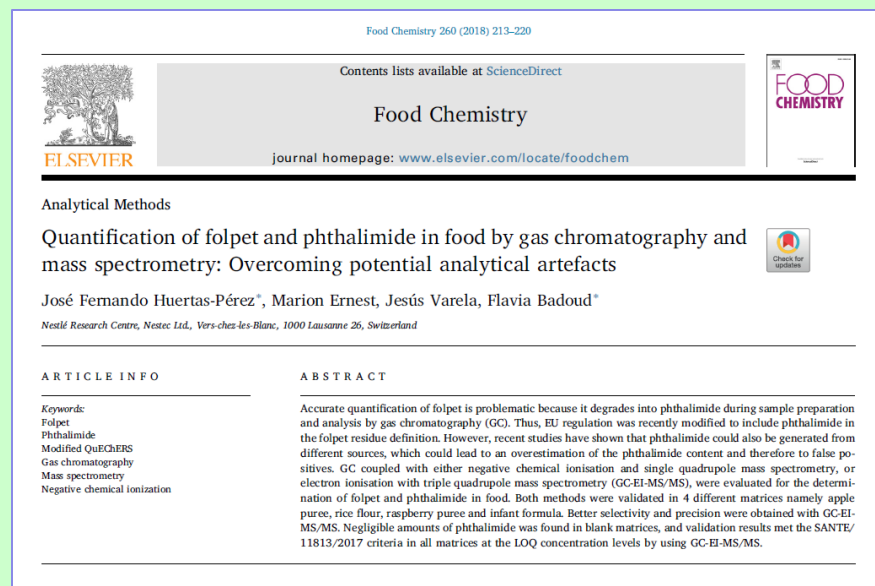 Food Chemistry 260 (2018) 213–220
Contents lists available at ScienceDirect
Food Chemistry
journal homepage: www.elsevier.com/locate/foodchem
ELSEVIER
FOOD
CHEMISTRY
Analytical Methods
Quantification of folpet and phthalimide in food by gas chromatography and
mass spectrometry: Overcoming potential analytical artefacts
Check for
updates
José Fernando Huertas-Pérez*, Marion Ernest, Jesús Varela, Flavia Badoud*
Nestlé Research Centre, Nestec Ltd., Vers-chez-les-Blanc, 1000 Lausanne 26, Switzerland
ARTICLE INFO
Keywords:
Folpet
Phthalimide
Modified QuEChERS
Gas chromatography
Mass spectrometry
Negative chemical ionization
ABSTRACT
Accurate quantification of folpet is problematic because it degrades into phthalimide during sample preparation
and analysis by gas chromatography (GC). Thus, EU regulation was recently modified to include phthalimide in
the folpet residue definition. However, recent studies have shown that phthalimide could also be generated from
different sources, which could lead to an overestimation of the phthalimide content and therefore to false po-
sitives. GC coupled with either negative chemical ionisation and single quadrupole mass spectrometry, or
electron ionisation with triple quadrupole mass spectrometry (GC-EI-MS/MS), were evaluated for the determi-
nation of folpet and phthalimide in food. Both methods were validated in 4 different matrices namely apple
puree, rice flour, raspberry puree and infant formula. Better selectivity and precision were obtained with GC-EI-
MS/MS. Negligible amounts of phthalimide was found in blank matrices, and validation results met the SANTE/
11813/2017 criteria in all matrices at the LOQ concentration levels by using GC-EI-MS/MS.